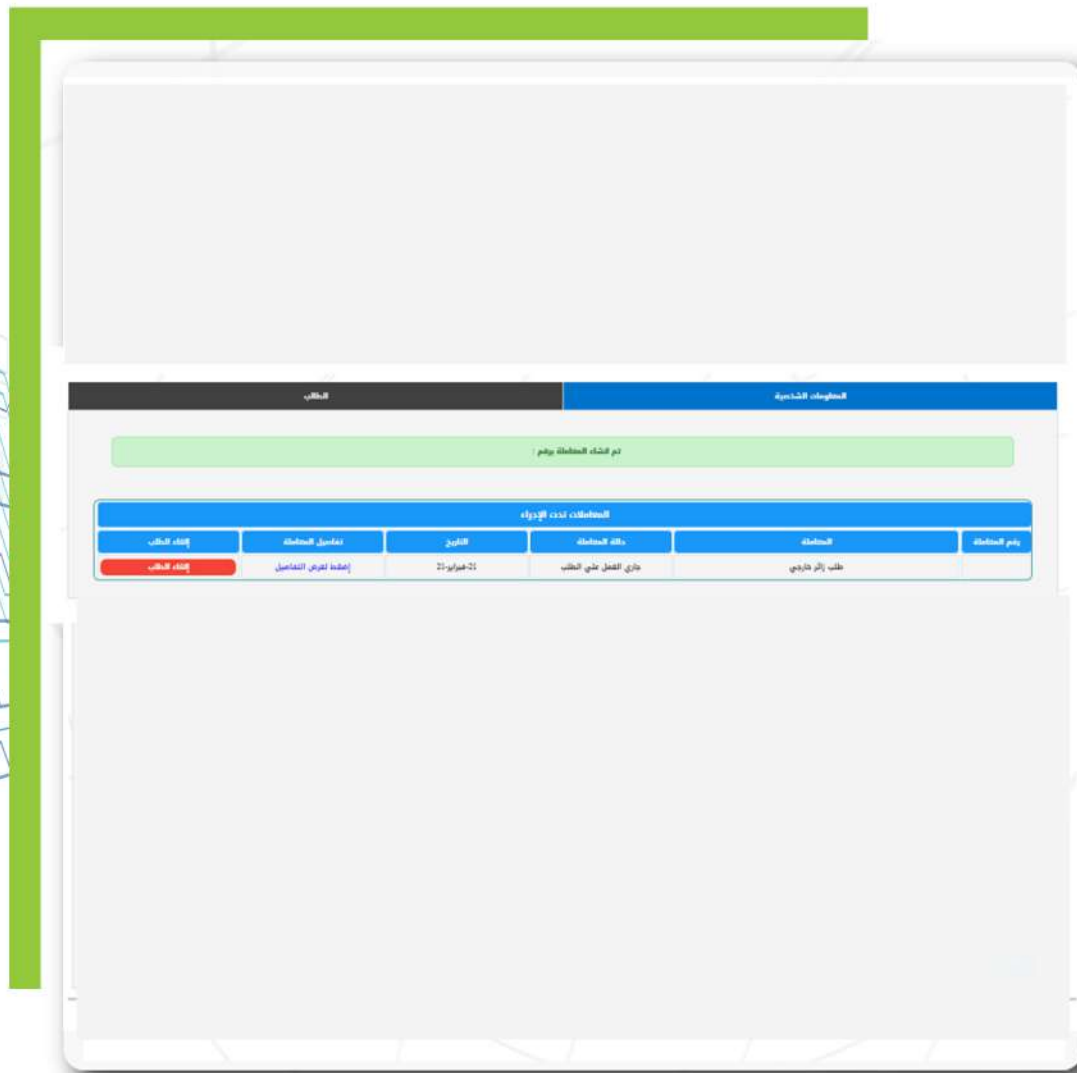 المعلومات الشخصية
الطالب
تم انشاء المعاملة برقم :
المعاملات تحت الإجراء
رقم المعاملة
المعاملة
حالة المعاملة
التاريخ
تفاصيل المعاملة
إلغاء الطلب
طلب زائر خارجي
جاري العمل علي الطلب
21-فبراير-21
إضغط لعرض التفاصيل
إلغاء الطلب